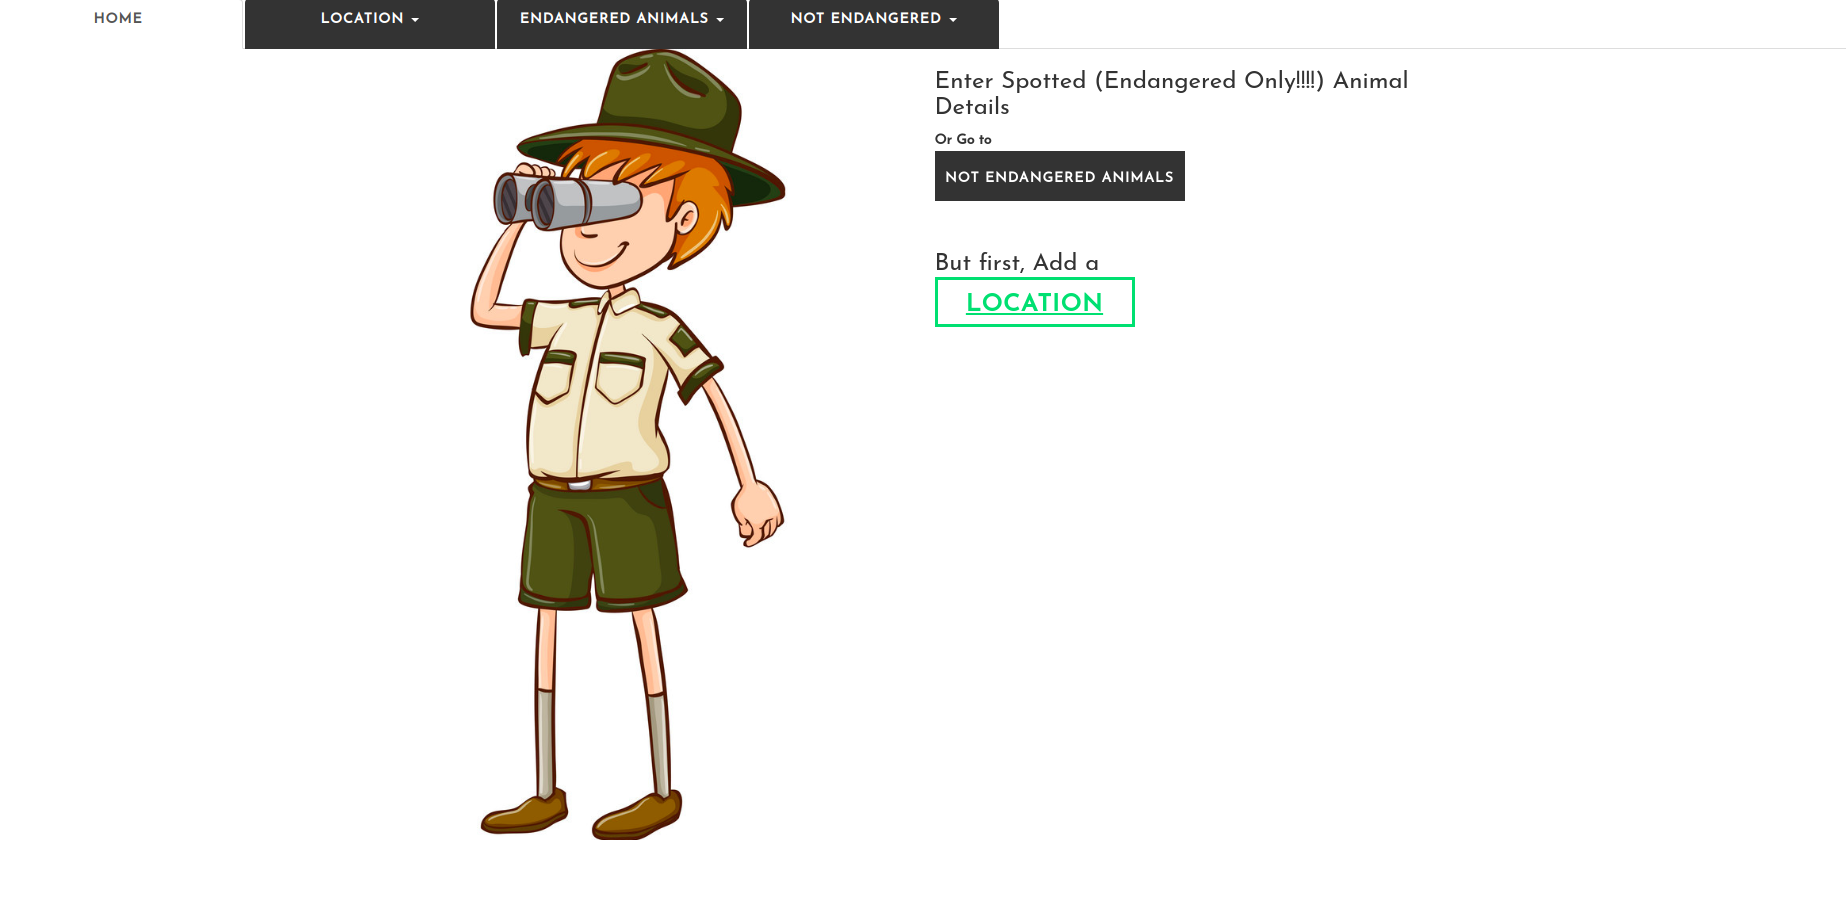 HOME LOCATION ENDANGERED ANIMALS NOT ENDANGERED
Enter Spotted (Endangered Only!!!!) Animal
Details
Or Go to
NOT ENDANGERED ANIMALS
But first, Add a
LOCATION